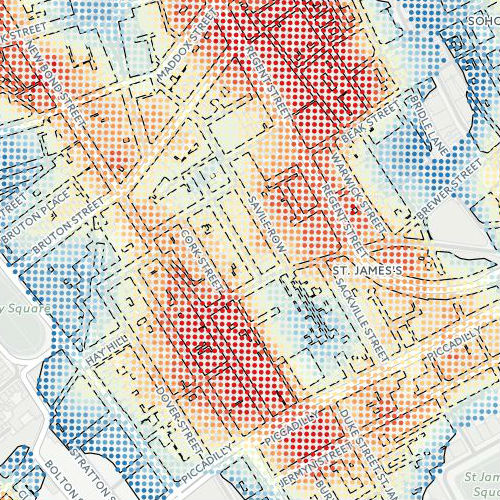 SOHO
MADDOX STREET
NEW BOND STREET
REGENT STREET
BEAK STREET
BRIDLE LANE
WARWICK STREET
REGENT STREET
BREWER STREET
STREET
BRUTON PLACE
BRUTON STREET
SAVILE ROW
CORK STREET
ST. JAMES'S
SACKVILLE STREET
y Square
HAY HILL
PICCADILLY
DOVER STREET
PICCADILLY
PICCADILLY
DUKE STREET ST. JA
JERMYN STREET
BUR
STRATTON S
BOLTON
St Jam
Squa